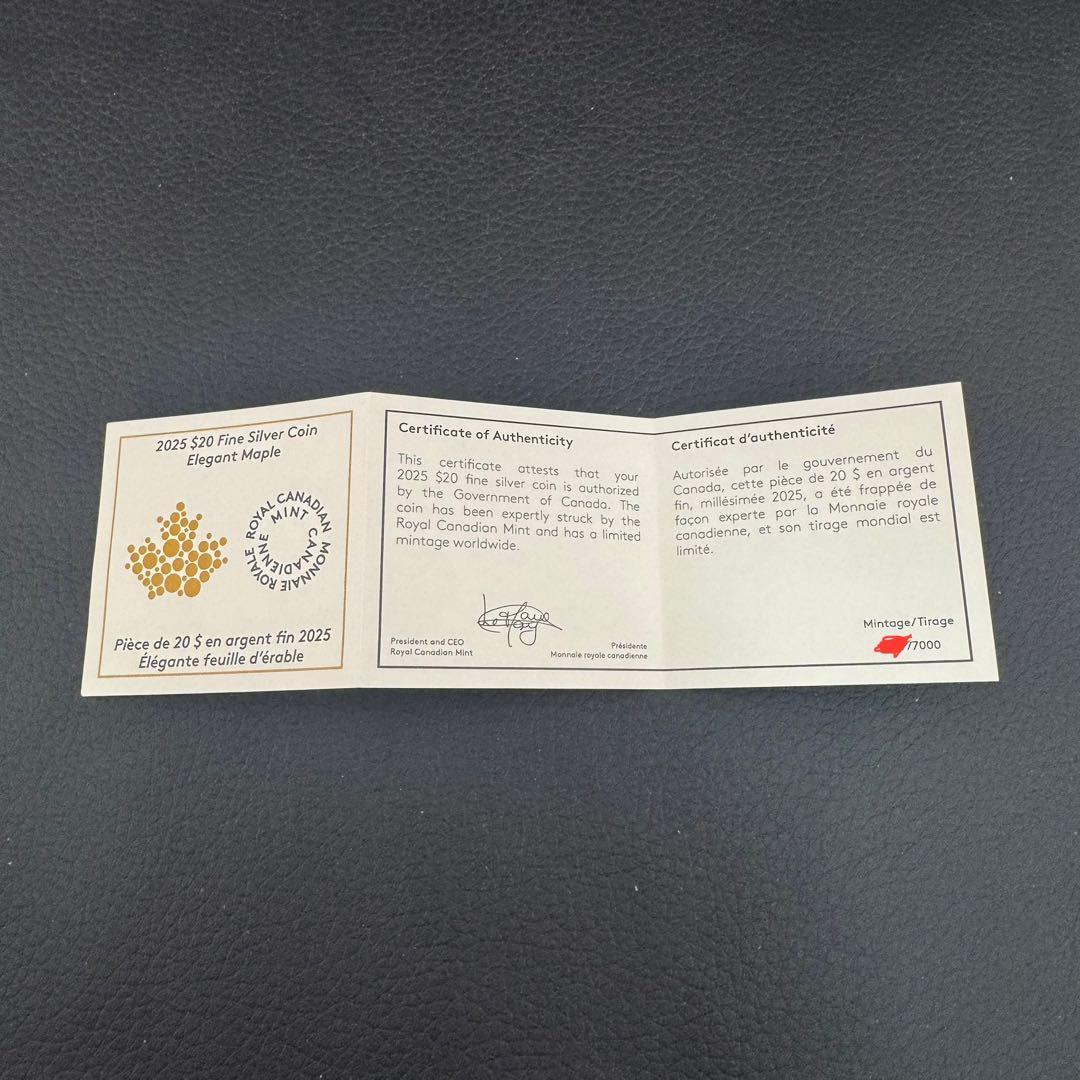 2025 $20 Fine Silver Coin
Elegant Maple
ROYAL CANADIAN MINT
MONNAIE ROYALE CANADIENNE
Pièce de 20 $ en argent fin 2025
Élégante feuille d'érable
Certificate of Authenticity
This certificate attests that your
2025 $20 fine silver coin is authorized
by the Government of Canada. The
coin has been expertly struck by the
Royal Canadian Mint and has a limited
mintage worldwide.
President and CEO
Royal Canadian Mint
Présidente
Monnaie royale canadienne
Certificat d'authenticité
Autorisée par le gouvernement du
Canada, cette pièce de 20 $ en argent
fin, millésimée 2025, a été frappée de
façon experte par la Monnaie royale
canadienne, et son tirage mondial est
limité.
Mintage/Tirage
/7000